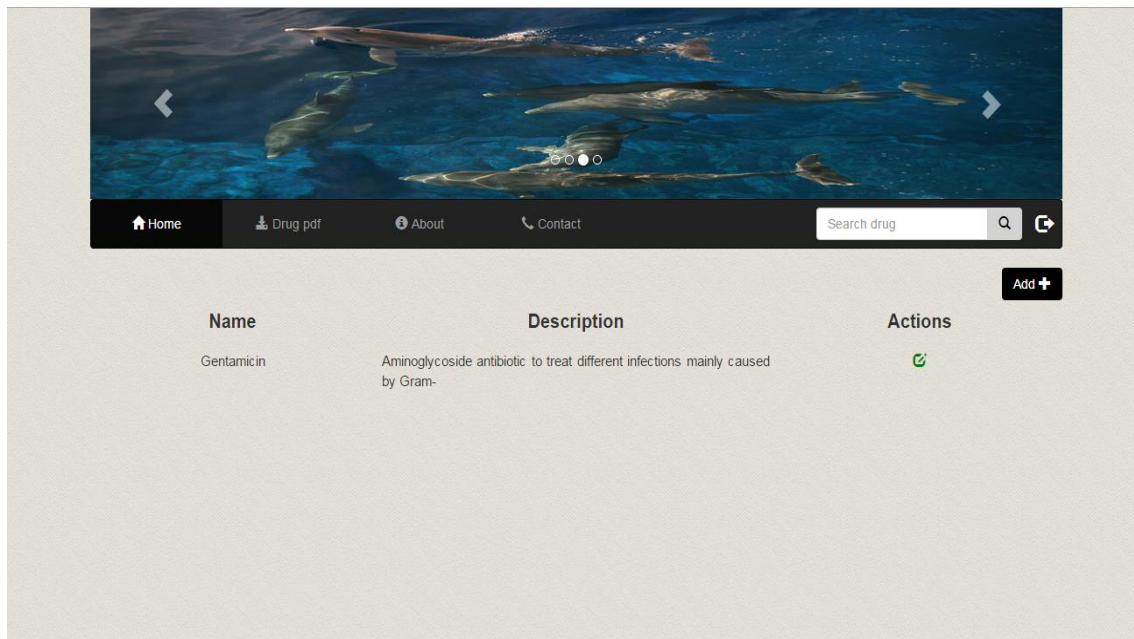 Home Drug pdf About Contact Search drug
Add
Name Description Actions
Gentamicin Aminoglycoside antibiotic to treat different infections mainly caused
by Gram-